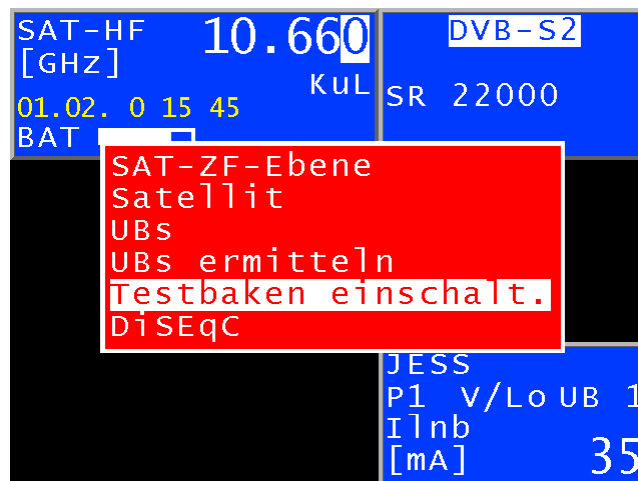 SAT-HF 10.660
[GHz]
KuL
01.02. 0 15 45
BAT
DVB-S2
SR 22000
SAT-ZF-Ebene
Satellit
UBs
UBs ermitteln
Testbaken einschalt.
DiSEqC
JESS
P1 V/Lo UB 1
Ilnb
[mA] 35